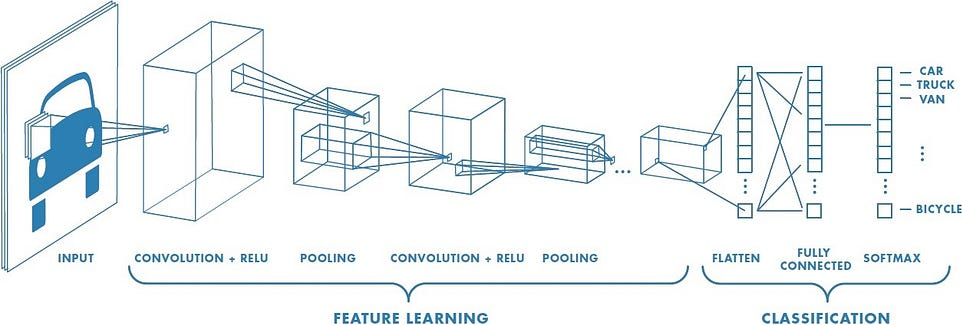 CAR
TRUCK
VAN
BICYCLE
INPUT
CONVOLUTION + RELU
POOLING
CONVOLUTION + RELU
POOLING
FLATTEN
FULLY
CONNECTED
SOFTMAX
FEATURE LEARNING
CLASSIFICATION